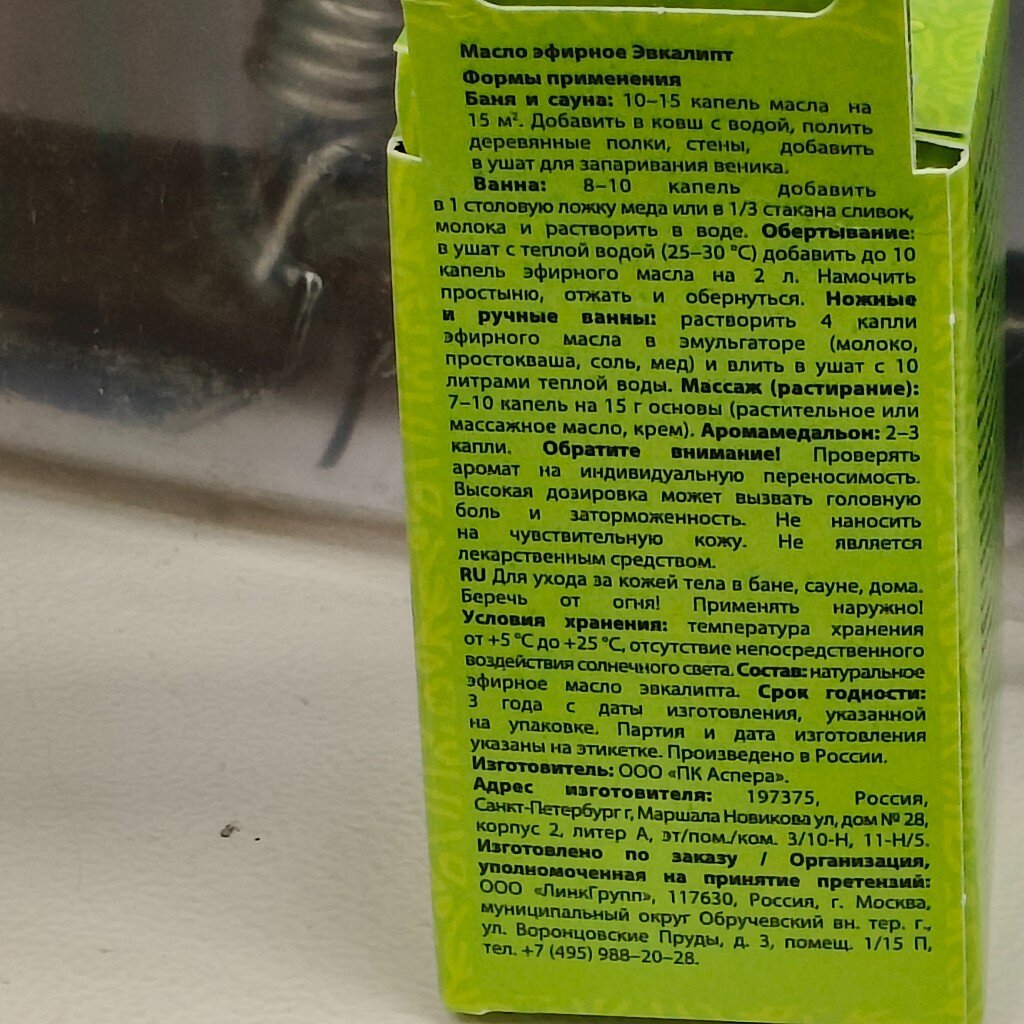 Масло эфирное Эвкалипт
Формы применения
Баня и сауна: 10–15 капель масла на
15 м². Добавить в ковш с водой, полить
деревянные полки, стены, добавить
в ушат для запаривания веника.
Ванна: 8–10 капель добавить
в 1 столовую ложку меда или в 1/3 стакана сливок,
молока и растворить в воде. Обертывание:
в ушат с теплой водой (25–30 °С) добавить до 10
капель эфирного масла на 2 л. Намочить
простыню, отжать и обернуться. Ножные
и ручные ванны: растворить 4 капли
эфирного масла в эмульгаторе (молоко,
простокваша, соль, мед) и влить в ушат с 10
литрами теплой воды. Массаж (растирание):
7–10 капель на 15 г основы (растительное или
массажное масло, крем). Аромамедальон: 2–3
капли. Обратите внимание! Проверять
аромат на индивидуальную переносимость.
Высокая дозировка может вызвать головную
боль и заторможенность. Не наносить
на чувствительную кожу. Не является
лекарственным средством.
RU Для ухода за кожей тела в бане, сауне, дома.
Беречь от огня! Применять наружно!
Условия хранения: температура хранения
от +5 °С до +25 °С, отсутствие непосредственного
воздействия солнечного света. Состав: натуральное
эфирное масло эвкалипта. Срок годности:
3 года с даты изготовления, указанной
на упаковке. Партия и дата изготовления
указаны на этикетке. Произведено в России.
Изготовитель: ООО «ПК Аспера».
Адрес изготовителя: 197375, Россия,
Санкт-Петербург г, Маршала Новикова ул, дом № 28,
корпус 2, литер А, эт/пом./ком. 3/10-Н, 11-Н/5.
Изготовлено по заказу / Организация,
уполномоченная на принятие претензий:
ООО «ЛинкГрупп», 117630, Россия, г. Москва,
муниципальный округ Обручевский вн. тер. г.,
ул. Воронцовские Пруды, д. 3, помещ. 1/15 П,
тел. +7 (495) 988–20–28.